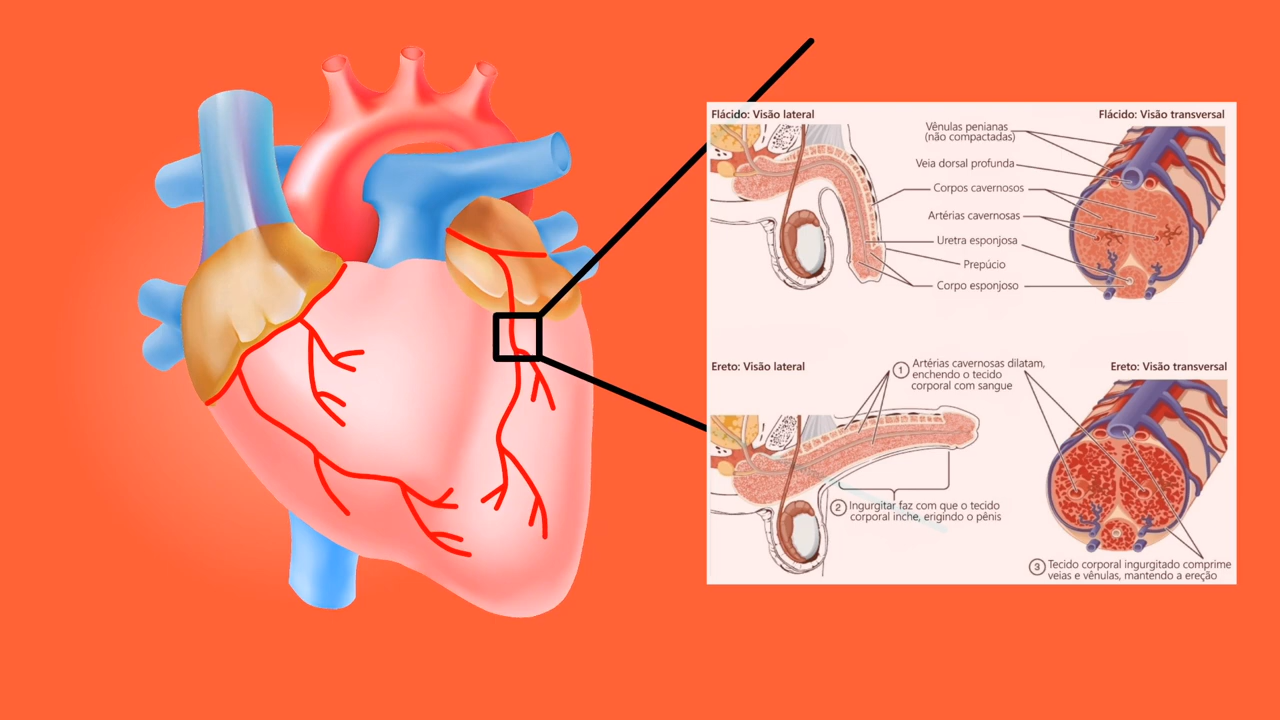 Flácido: Visão lateral
Flácido: Visão transversal
Vênulas penianas
(não compactadas)
Veia dorsal profunda
Corpos cavernosos
Artérias cavernosas
Uretra esponjosa
Prepúcio
Corpo esponjoso
Ereto: Visão lateral
Ereto: Visão transversal
1 Artérias cavernosas dilatam,
enchendo o tecido
corporal com sangue
2 Ingurgitar faz com que o tecido
corporal inche, erigindo o pênis
3 Tecido corporal ingurgitado comprime
veias e vênulas, mantendo a ereção